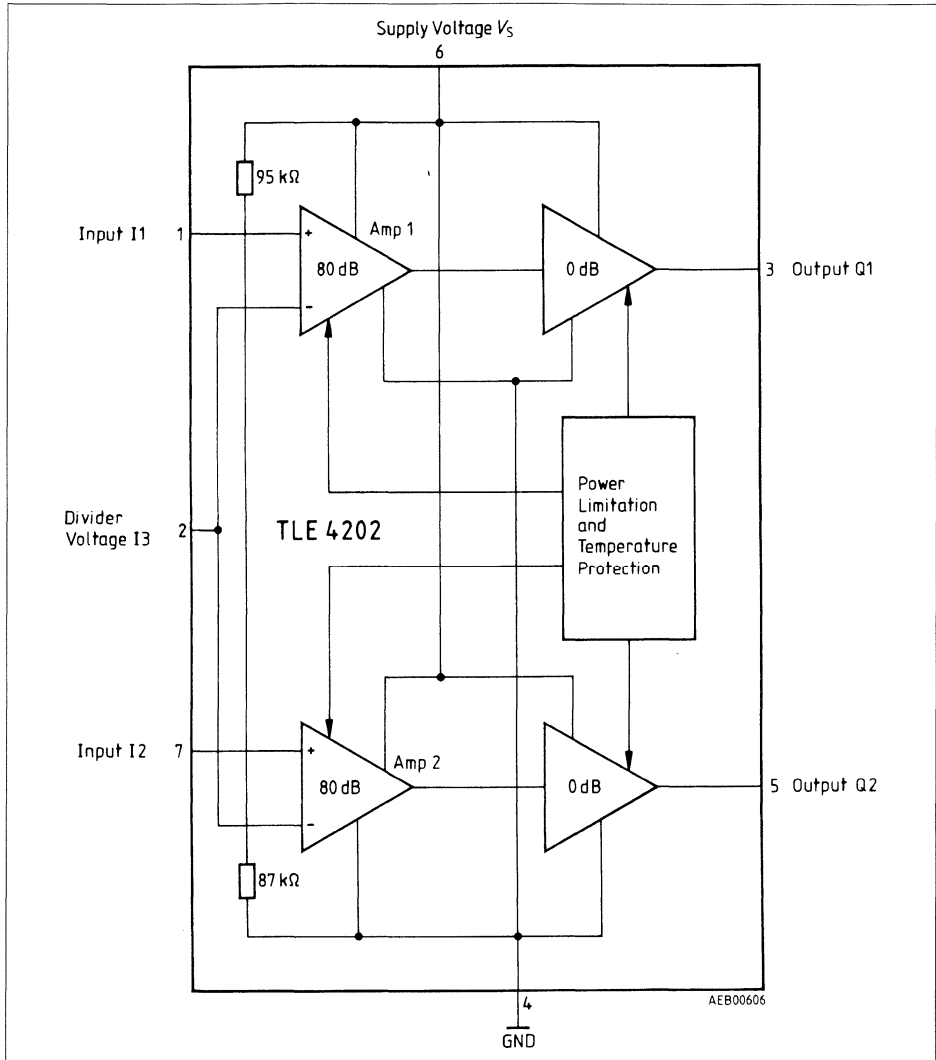 Supply Voltage VS
6
95 kΩ
Input I1 1
Amp 1
+
80 dB
-
0 dB
3 Output Q1
Power
Limitation
and
Temperature
Protection
Divider
Voltage I3 2
TLE 4202
Input I2 7
+
Amp 2
80 dB
-
0 dB
5 Output Q2
87 kΩ
4
AEB00606
GND